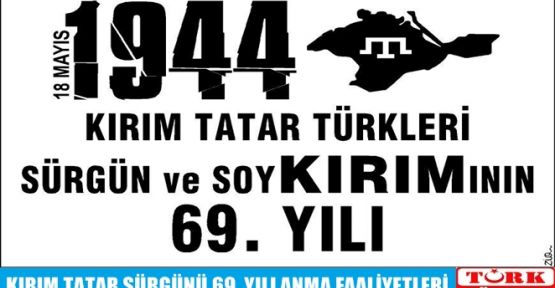 18 MAYIS 1944
KIRIM TATAR TÜRKLERİ
SÜRGÜN ve SOYKIRIMININ
69. YILI
KIRIM TATAR SÜRGÜNÜ 69. YILI ANMA FAALİYETLERİ TÜRK